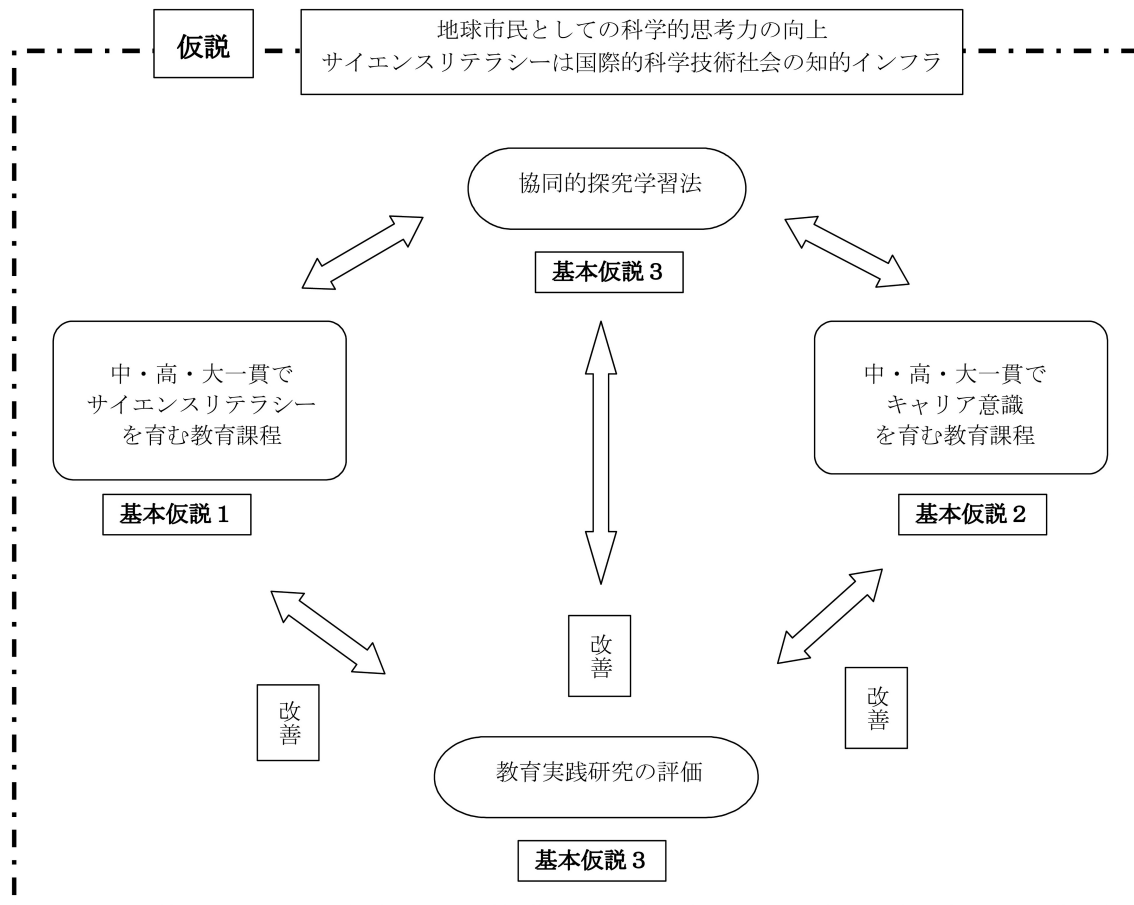 仮説
地球市民としての科学的思考力の向上
サイエンスリテラシーは国際的科学技術社会の知的インフラ
協同的探究学習法
基本仮説３
中・高・大一貫で
サイエンスリテラシー
を育む教育課程
基本仮説１
中・高・大一貫で
キャリア意識
を育む教育課程
基本仮説２
改善
改善
改善
教育実践研究の評価
基本仮説３